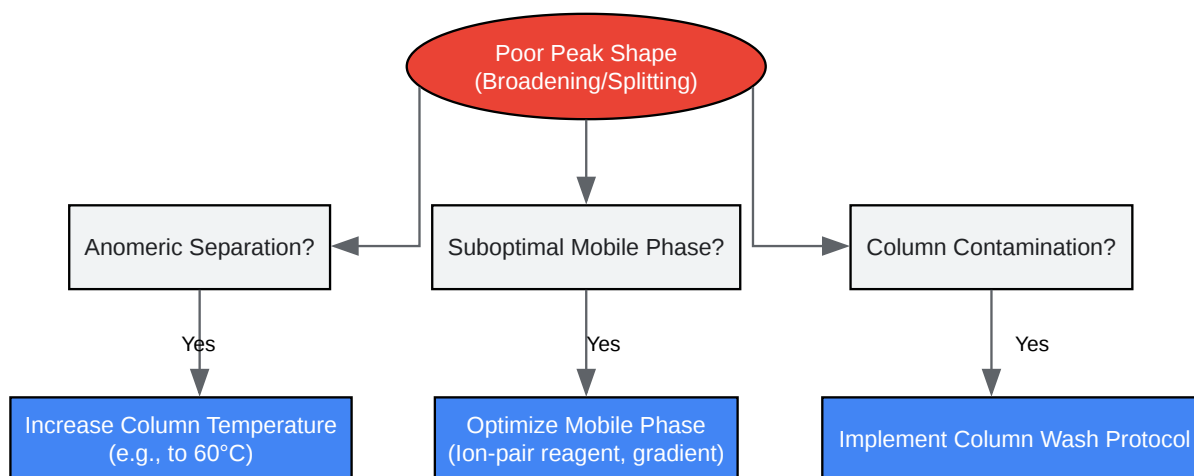 Poor Peak Shape
(Broadening/Splitting)
Anomeric Separation?
Suboptimal Mobile Phase?
Column Contamination?
Yes
Yes
Yes
Increase Column Temperature
(e.g., to 60°C)
Optimize Mobile Phase
(Ion-pair reagent, gradient)
Implement Column Wash Protocol